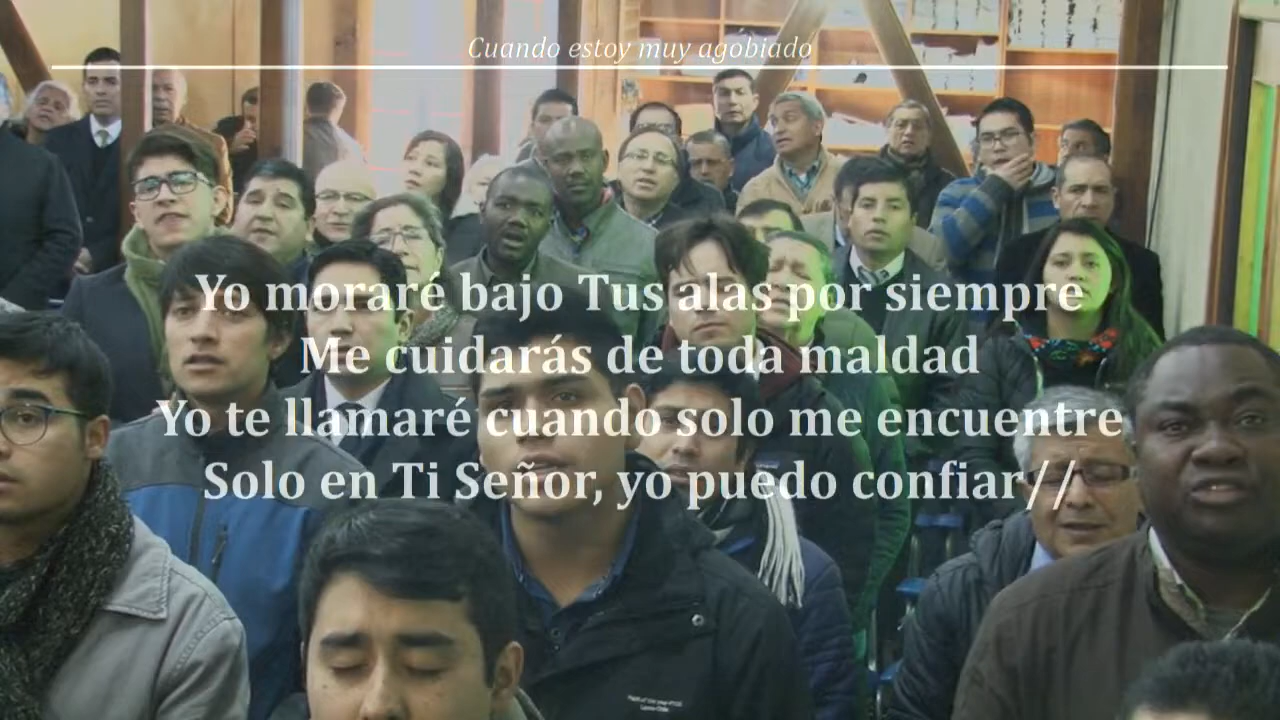 Cuando estoy muy agobiado
Yo moraré bajo Tus alas por siempre
Me cuidarás de toda maldad
Yo te llamaré cuando solo me encuentre
Solo en Ti Señor, yo puedo confiar//